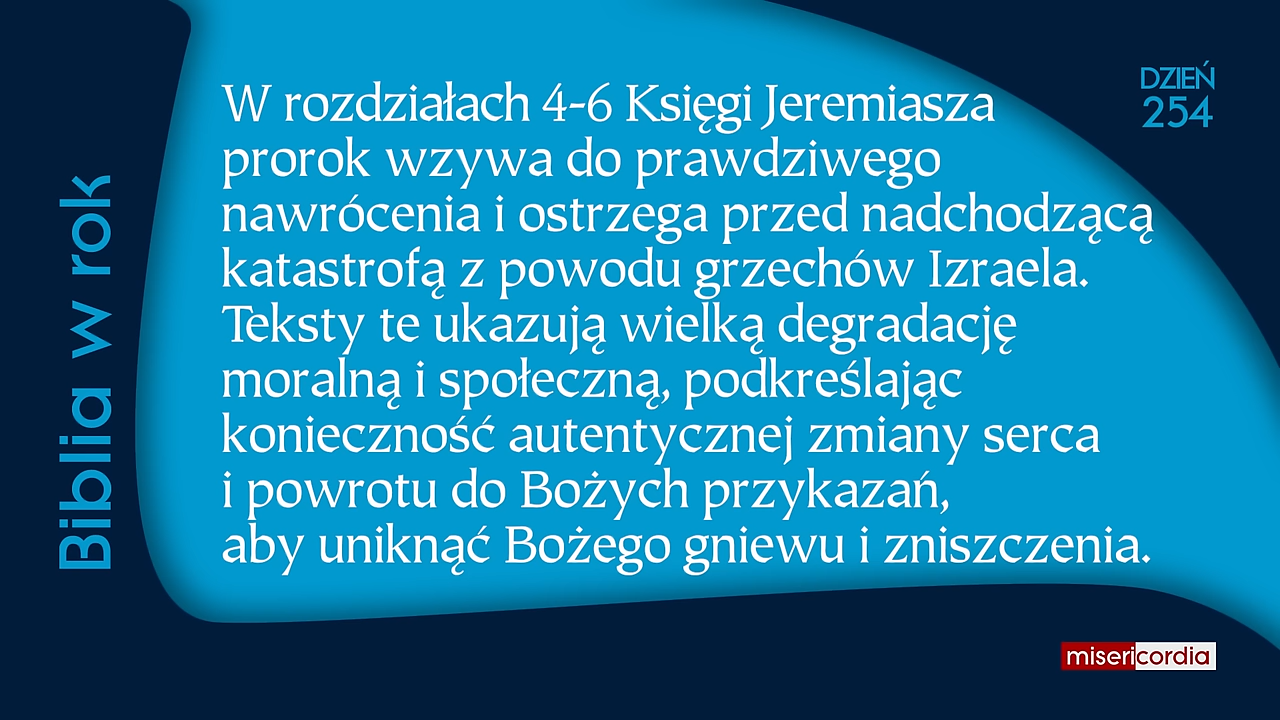 Biblia w rok
DZIEŃ
254
W rozdziałach 4-6 Księgi Jeremiasza
prorok wzywa do prawdziwego
nawrócenia i ostrzega przed nadchodzącą
katastrofą z powodu grzechów Izraela.
Teksty te ukazują wielką degradację
moralną i społeczną, podkreślając
konieczność autentycznej zmiany serca
i powrotu do Bożych przykazań,
aby uniknąć Bożego gniewu i zniszczenia.
misericordia